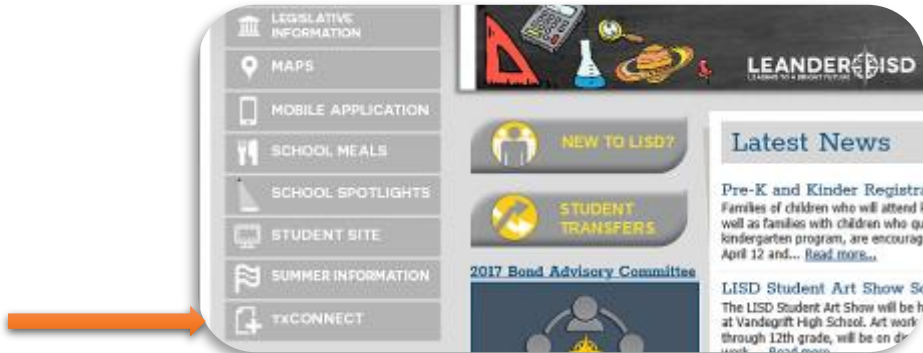 LEGISLATIVE
INFORMATION
MAPS
MOBILE APPLICATION
SCHOOL MEALS
SCHOOL SPOTLIGHTS
STUDENT SITE
SUMMER INFORMATION
TxCONNECT
LEANDER ISD
NEW TO LISD?
STUDENT
TRANSFERS
2017 Bond Advisory Committee
Latest News
Pre-K and Kinder Registra
Families of children who will attend
well as families with children who qu
kindergarten program, are encourag
April 12 and... Read more...
LISD Student Art Show Sc
The LISD Student Art Show will be h
at Vandegrift High School. Art work
through 12th grade, will be on
Read more